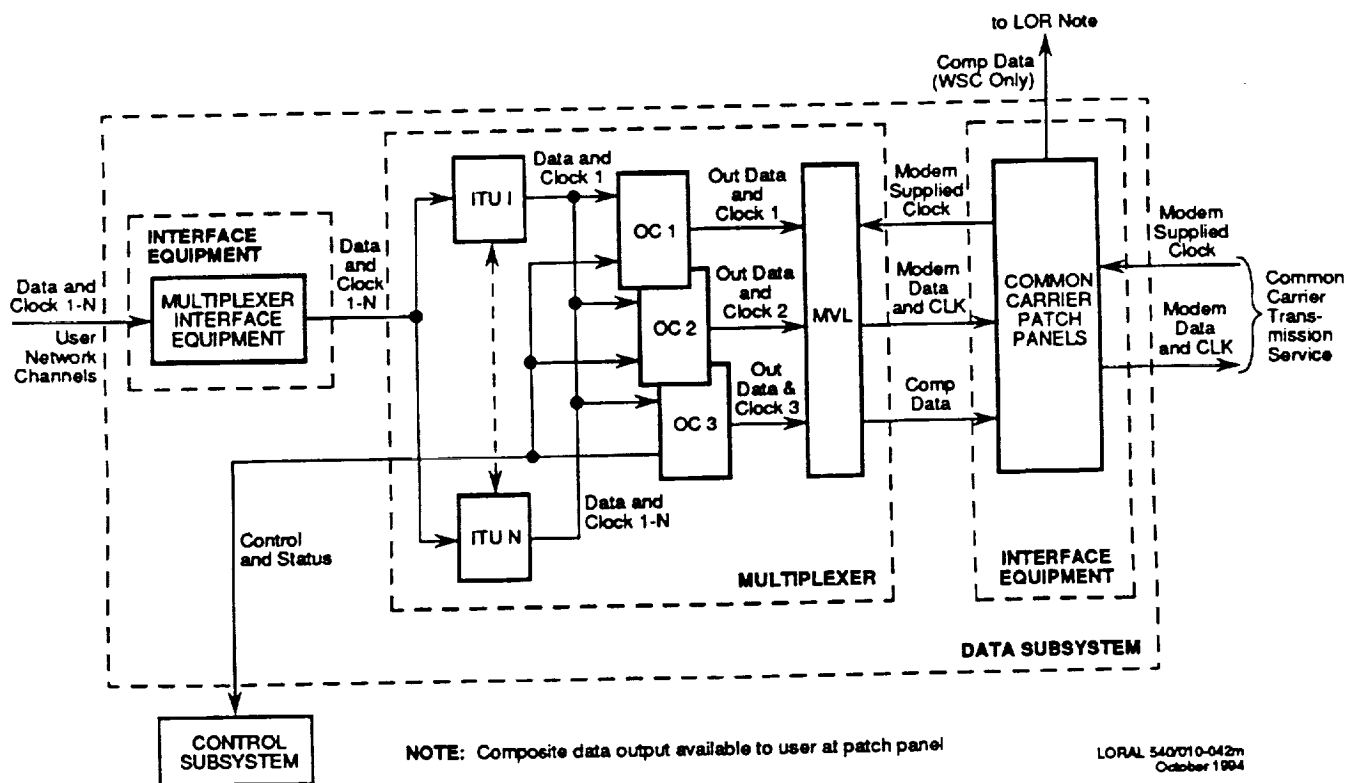 to LOR Note
Comp Data
(WSC Only)
Data and
Clock 1-N
User
Network
Channels
INTERFACE
EQUIPMENT
MULTIPLEXER
INTERFACE
EQUIPMENT
Data
and
Clock
1-N
ITU I
ITU N
Data and
Clock 1
Data and
Clock 1-N
OC 1
OC 2
OC 3
Out Data
and
Clock 1
Out Data
and
Clock 2
Out
Data &
Clock 3
MVL
MULTIPLEXER
Modem
Supplied
Clock
Modem
Data
and CLK
Comp
Data
COMMON
CARRIER
PATCH
PANELS
INTERFACE
EQUIPMENT
Modem
Supplied
Clock
Modem
Data
and CLK
Common
Carrier
Trans-
mission
Service
DATA SUBSYSTEM
Control
and Status
CONTROL
SUBSYSTEM
NOTE: Composite data output available to user at patch panel
LORAL 540/010-042m
October 1994